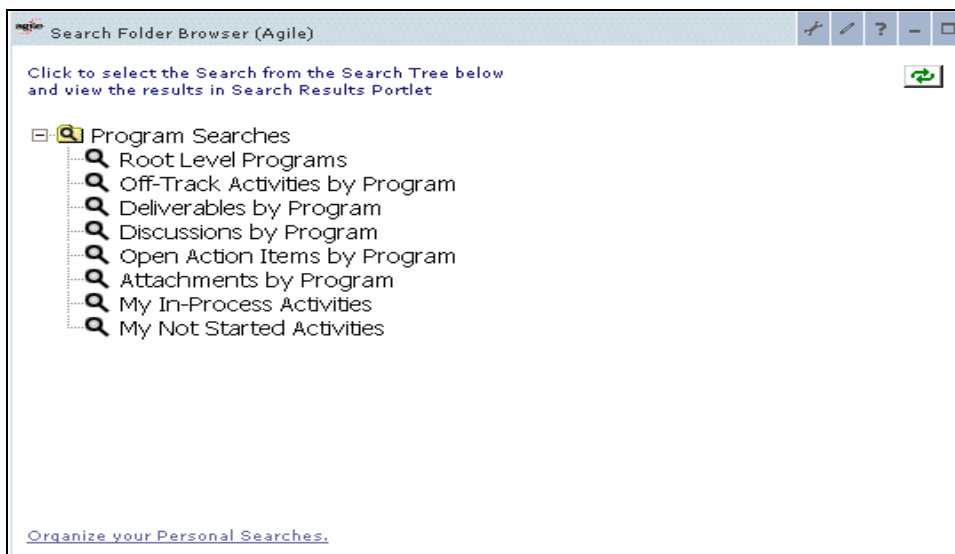 agile Search Folder Browser (Agile)
?
Click to select the Search from the Search Tree below
and view the results in Search Results Portlet
Program Searches
Root Level Programs
Off-Track Activities by Program
Deliverables by Program
Discussions by Program
Open Action Items by Program
Attachments by Program
My In-Process Activities
My Not Started Activities
Organize your Personal Searches.